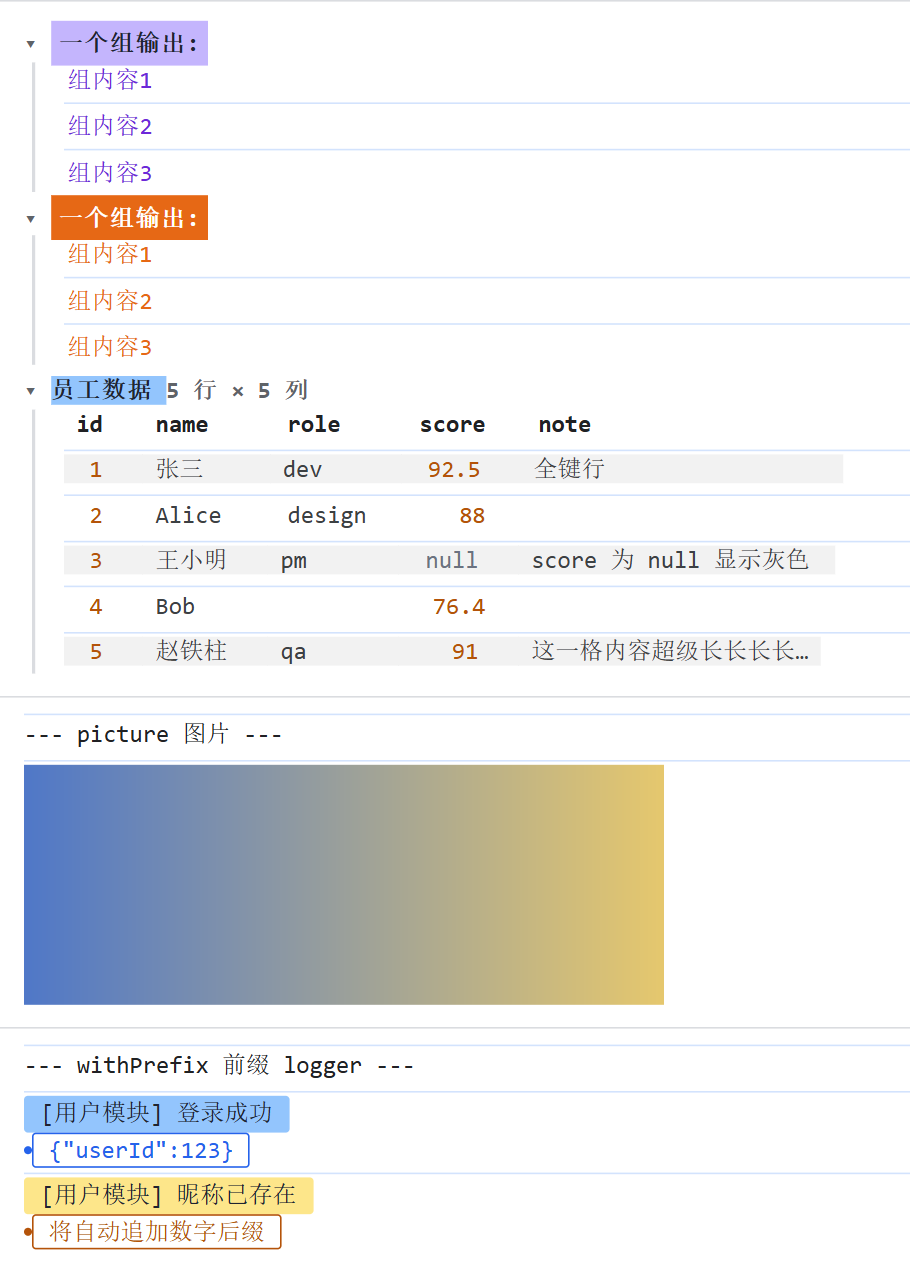 一个组输出:
组内容1
组内容2
组内容3
一个组输出:
组内容1
组内容2
组内容3
员工数据 5 行 × 5 列
id name role score note
1 张三 dev 92.5 全键行
2 Alice design 88
3 王小明 pm null score 为 null 显示灰色
4 Bob 76.4
5 赵铁柱 qa 91 这一格内容超级长长长长…
--- picture 图片 ---
--- withPrefix 前缀 logger ---
[用户模块] 登录成功
{"userId":123}
[用户模块] 昵称已存在
将自动追加数字后缀